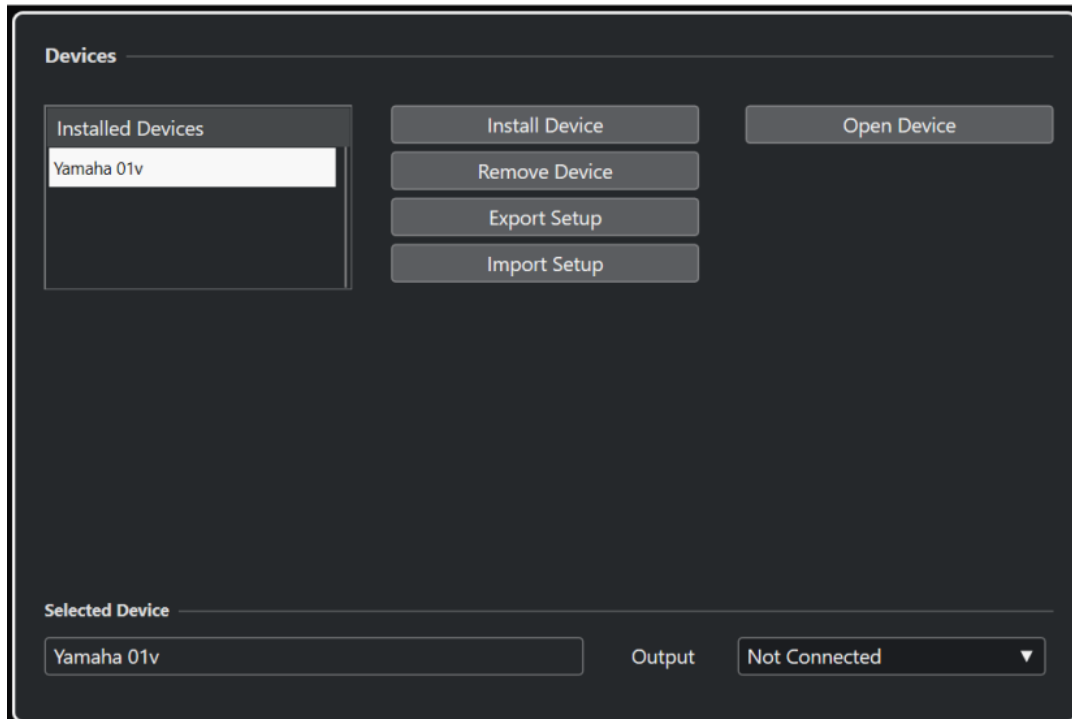 Devices
Installed Devices
Yamaha 01v
Install Device
Remove Device
Export Setup
Import Setup
Open Device
Selected Device
Yamaha 01v
Output
Not Connected